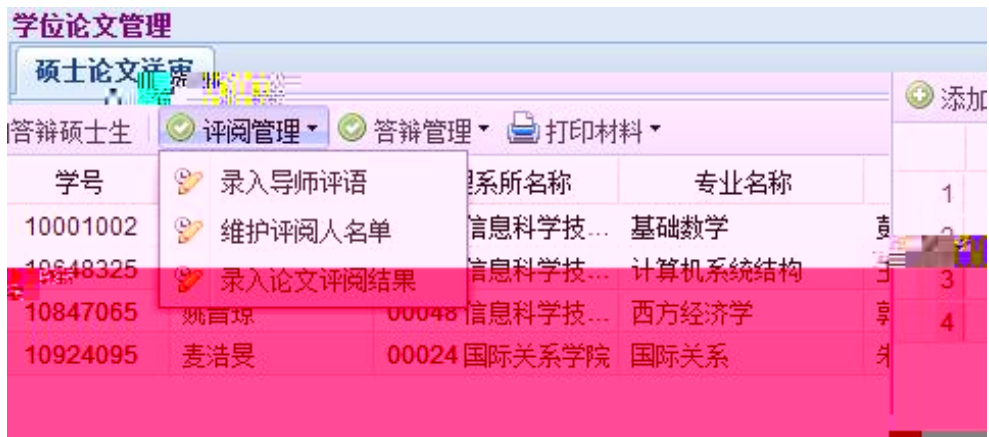 学位论文管理
硕士论文送审
添加
答辩硕士生 评阅管理 答辩管理 打印材料
学号 录入导师评语 系所名称 专业名称
1
10001002 维护评阅人名单 信息科学技... 基础数学
10648325 录入论文评阅结果 信息科学技... 计算机系统结构
3
10847065 00048 信息科学技... 西方经济学
4
10924095 麦浩旻 00024 国际关系学院 国际关系